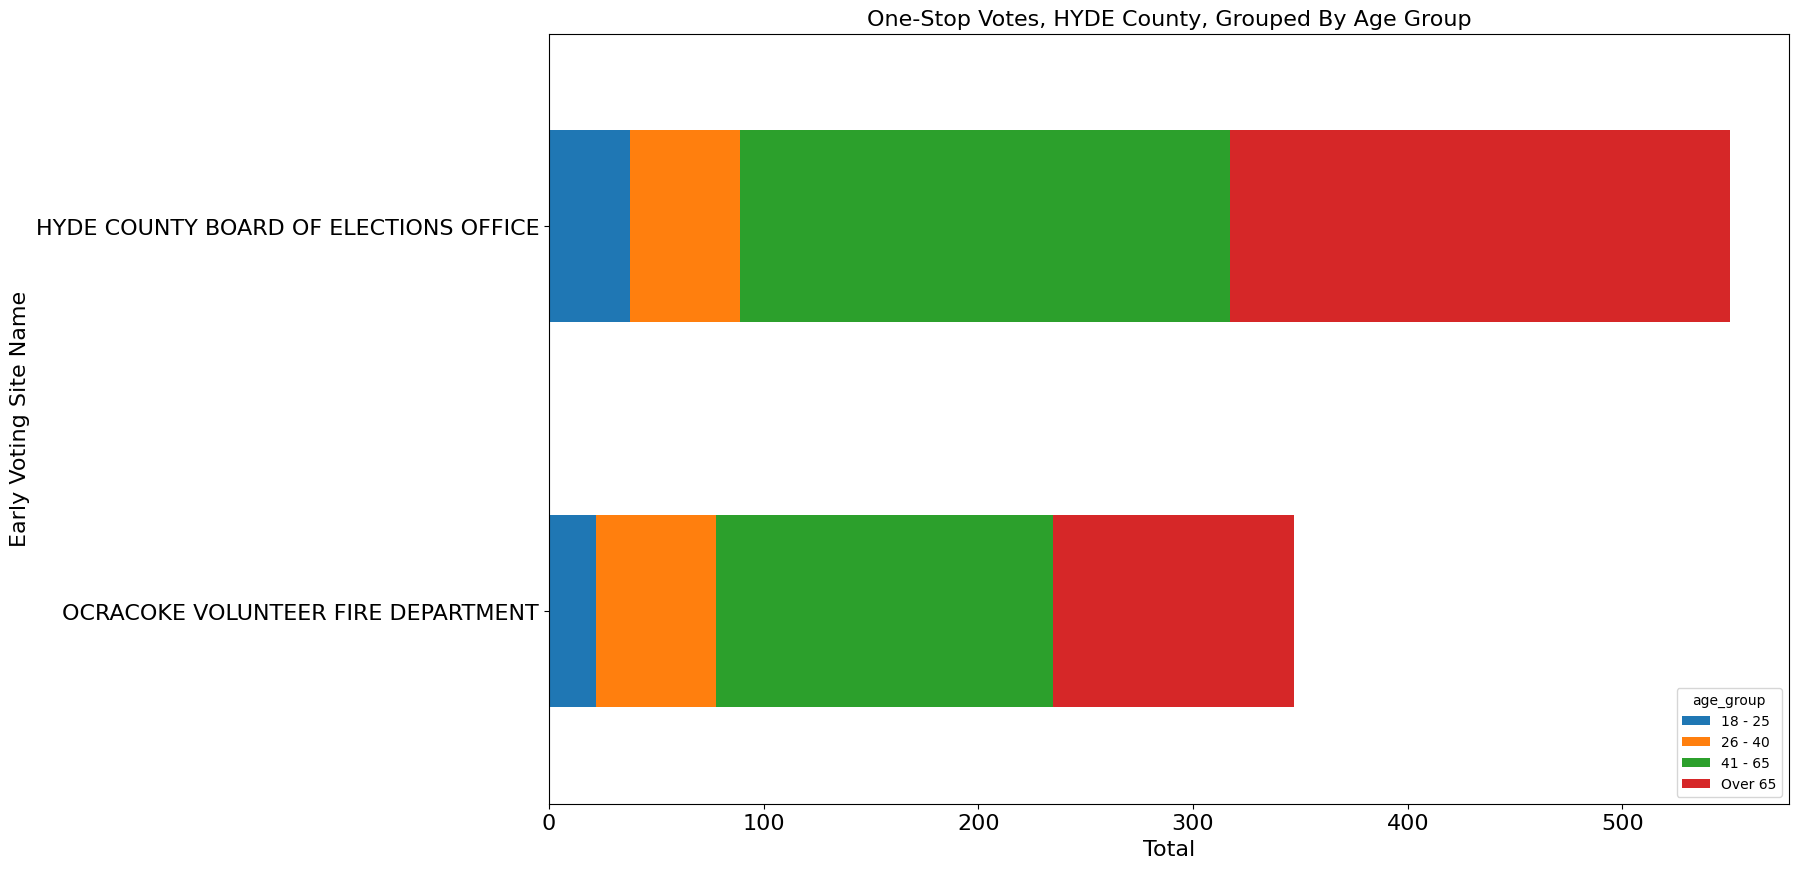 One-Stop Votes, HYDE County, Grouped By Age Group
Early Voting Site Name
HYDE COUNTY BOARD OF ELECTIONS OFFICE
OCRACOKE VOLUNTEER FIRE DEPARTMENT
age_group
18 - 25
26 - 40
41 - 65
Over 65
0 100 200 300 400 500
Total